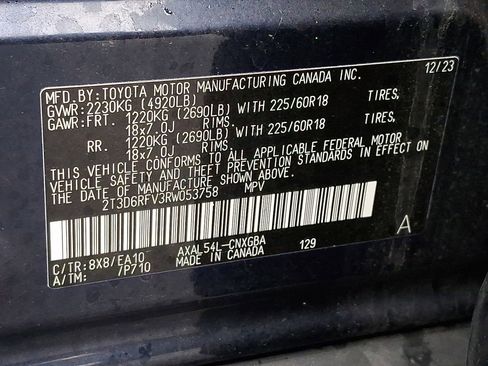 MFD. BY: TOYOTA MOTOR MANUFACTURING CANADA INC. 12/23
GVWR: 2230KG (4920LB)
GAWR: FRT. 1220KG (2690LB) WITH 225/60R18 TIRES,
18x7.0J RIMS.
RR. 1220KG (2690LB) WITH 225/60R18 TIRES,
18x7.0J RIMS.
THIS VEHICLE CONFORMS TO ALL APPLICABLE FEDERAL MOTOR
VEHICLE SAFETY AND THEFT PREVENTION STANDARDS IN EFFECT ON
THE DATE OF MANUFACTURE SHOWN ABOVE.
2T3D6RFV3RW053758 MPV
A
C/TR: 8X8/EA10 AXAL54L-CNXGBA 129
A/TM: /P710 MADE IN CANADA